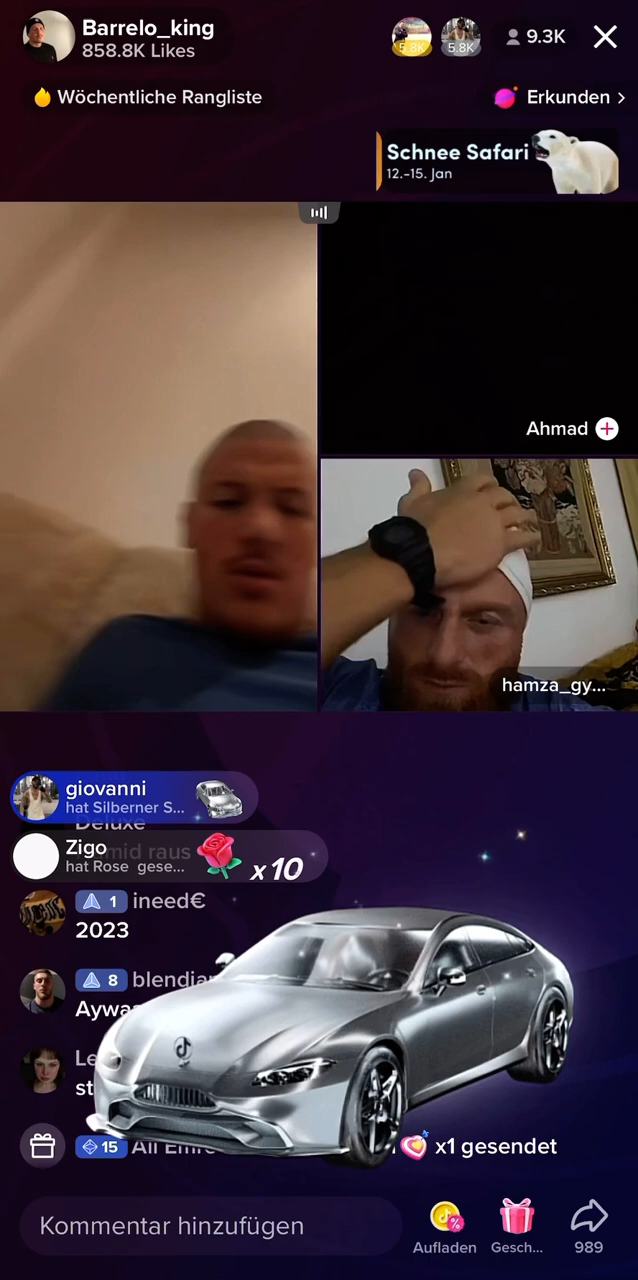 Barrelo_king
858.8K Likes
5.8K
5.8K
9.3K
Wöchentliche Rangliste
Erkunden >
Schnee Safari
12.-15. Jan
Ahmad
hamza_gy...
giovanni
hat Silberner S...
Deluxe
Zigo
hat Rose gese...
x10
raus
1 ineed€
2023
8
15 Ali
x1 gesendet
Kommentar hinzufügen
Aufladen
Gesch...
989